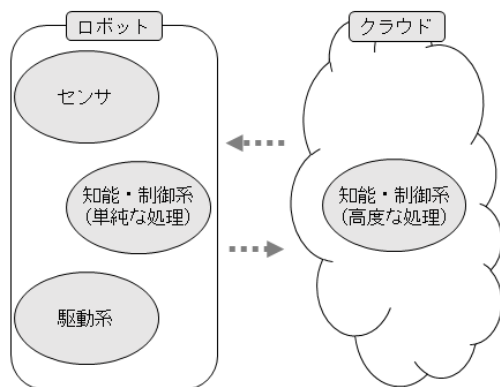 ロボット
クラウド
センサ
知能・制御系
(単純な処理)
知能・制御系
(高度な処理)
駆動系